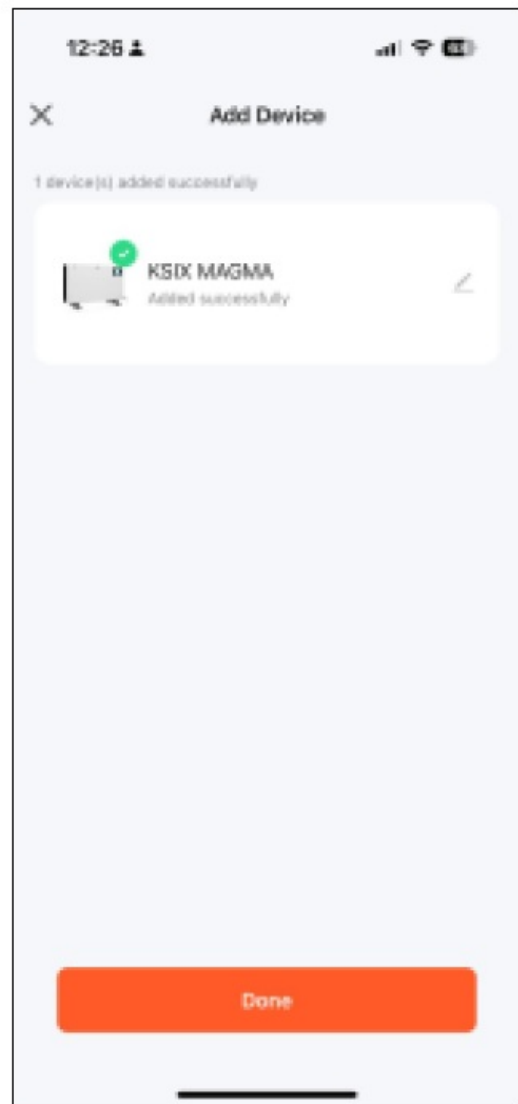 12:26
Add Device
1 device(s) added successfully
KSIX MAGMA
Added successfully
Done